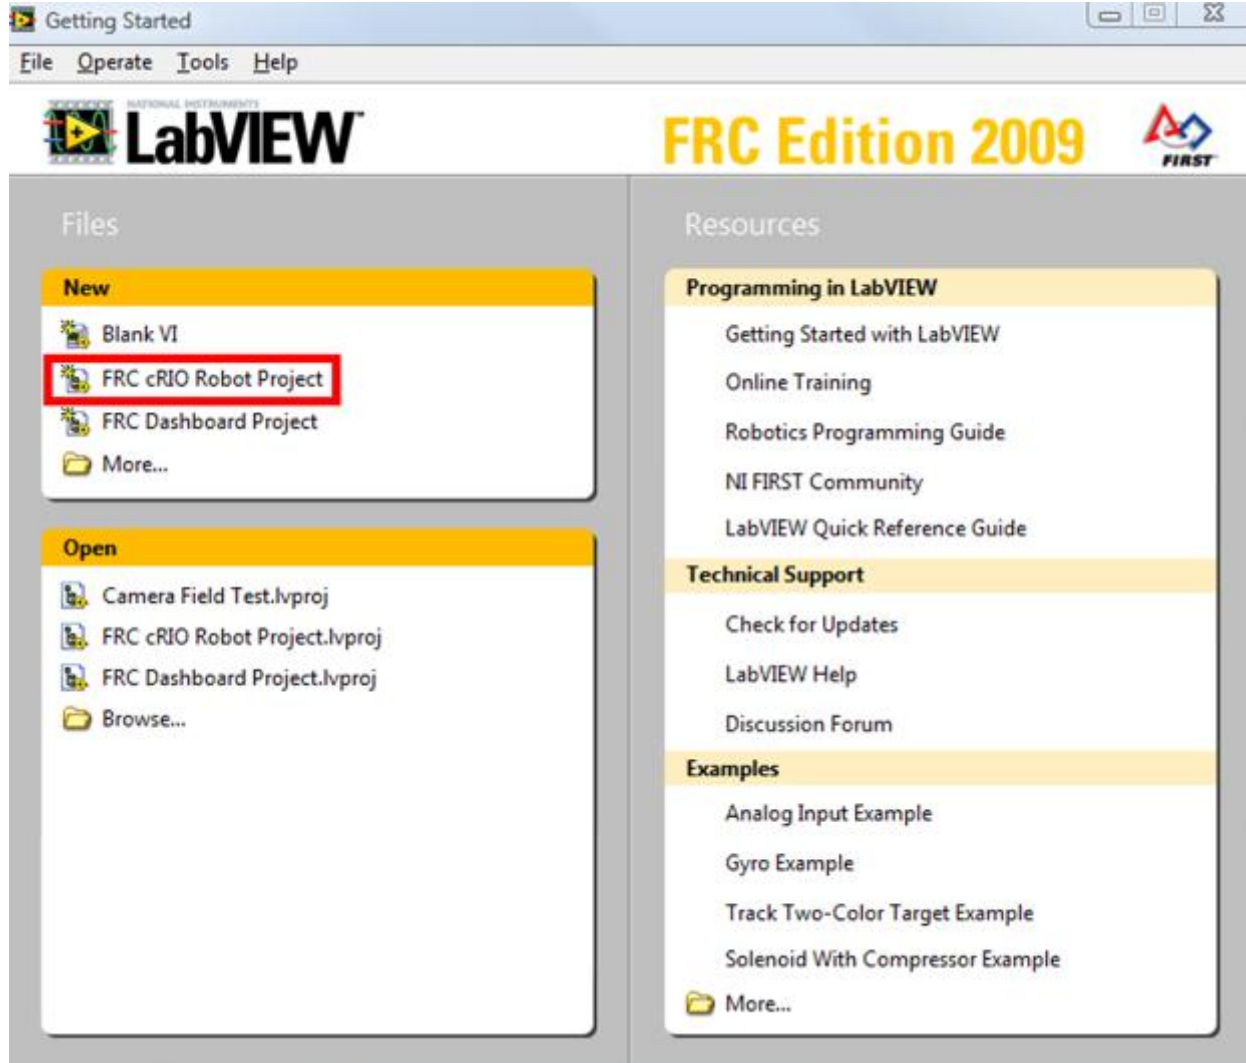 Getting Started
File Operate Tools Help
NATIONAL INSTRUMENTS
LabVIEW™
FRC Edition 2009
FIRST
Files
New
Blank VI
FRC cRIO Robot Project
FRC Dashboard Project
More...
Open
Camera Field Test.lvproj
FRC cRIO Robot Project.lvproj
FRC Dashboard Project.lvproj
Browse...
Resources
Programming in LabVIEW
Getting Started with LabVIEW
Online Training
Robotics Programming Guide
NI FIRST Community
LabVIEW Quick Reference Guide
Technical Support
Check for Updates
LabVIEW Help
Discussion Forum
Examples
Analog Input Example
Gyro Example
Track Two-Color Target Example
Solenoid With Compressor Example
More...